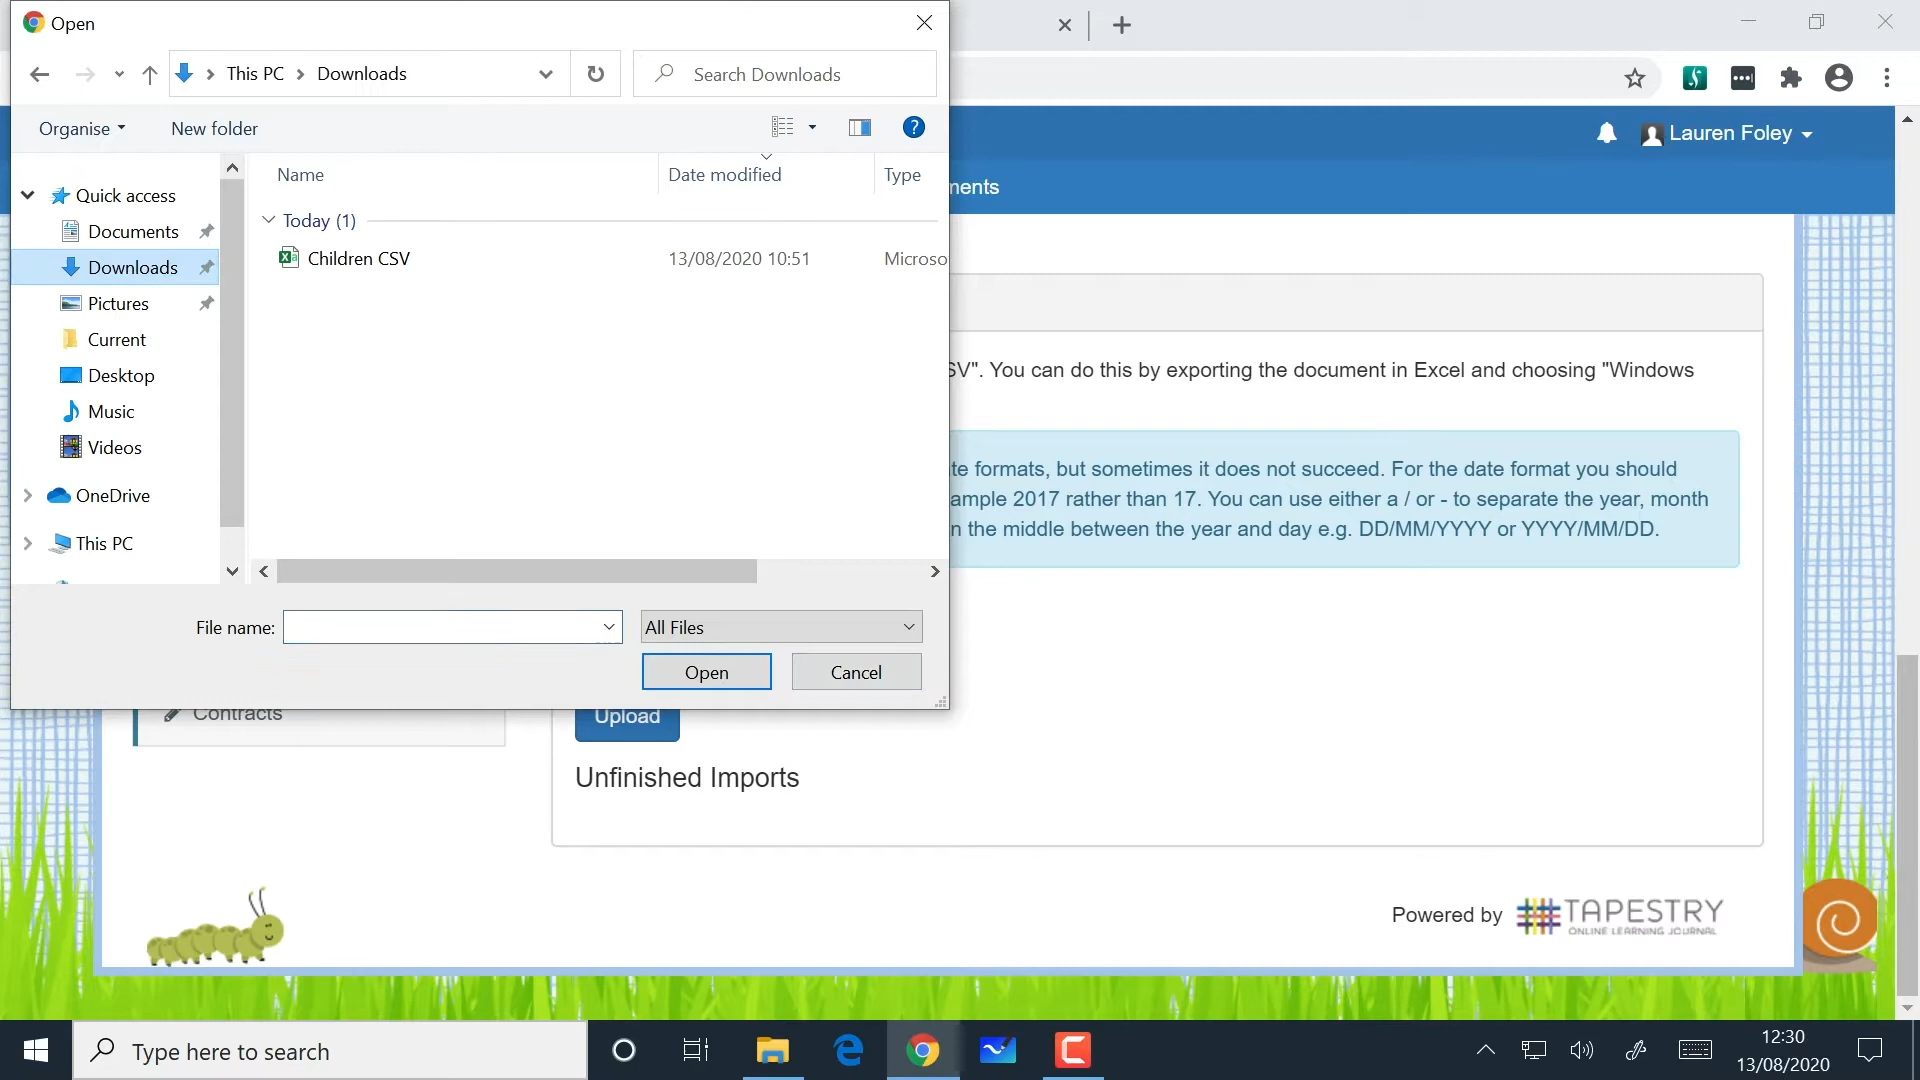 Open
This PC
Downloads
Search Downloads
Organise
New folder
Name
Date modified
Type
Quick access
Documents
Downloads
Pictures
Current
Desktop
Music
Videos
OneDrive
This PC
Today (1)
Children CSV
13/08/2020 10:51
Microso
File name:
All Files
Open
Cancel
Lauren Foley
ments
SV". You can do this by exporting the document in Excel and choosing "Windows
te formats, but sometimes it does not succeed. For the date format you should
ample 2017 rather than 17. You can use either a / or - to separate the year, month
n the middle between the year and day e.g. DD/MM/YYYY or YYYY/MM/DD.
Contracts
Upload
Unfinished Imports
Powered by
TAPESTRY
ONLINE LEARNING JOURNAL
Type here to search
12:30
13/08/2020